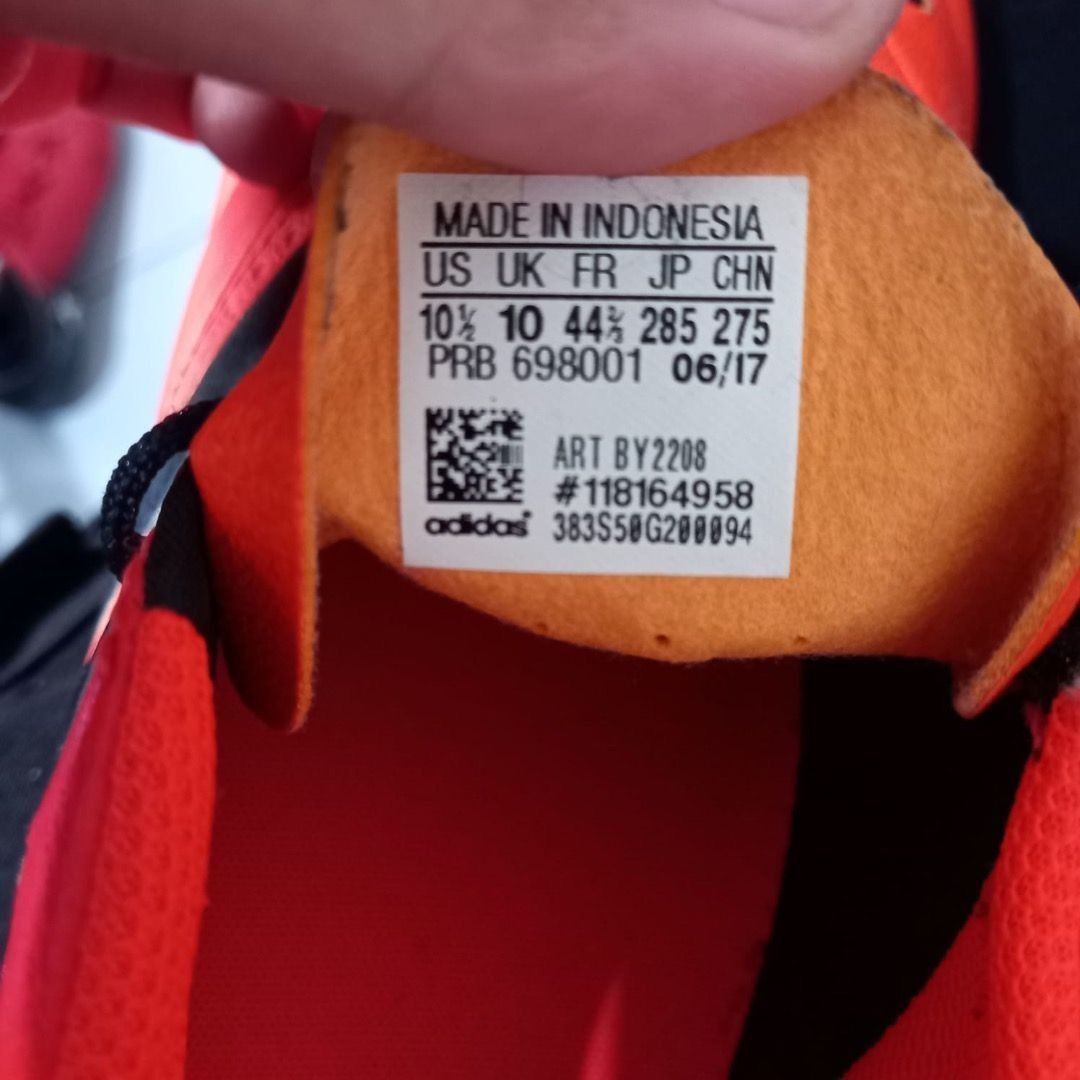 MADE IN INDONESIA
US UK FR JP CHN
10½ 10 44⅔ 285 275
PRB 698001 06/17
ART BY2208
#118164958
adidas 383S50G200094